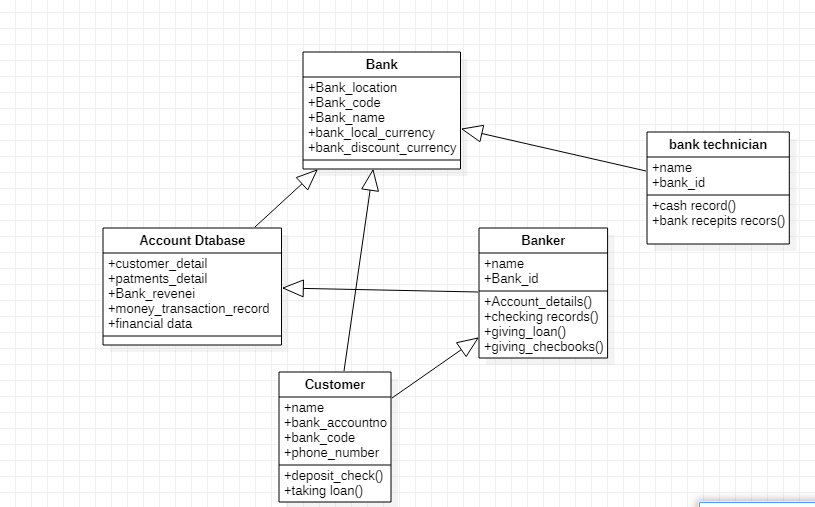 Bank
+Bank_location
+Bank_code
+Bank_name
+bank_local_currency
+bank_discount_currency
bank technician
+name
+bank_id
+cash record()
+bank recepits recors()
Account Dtabase
+customer_detail
+patments_detail
+Bank_revenei
+money_transaction_record
+financial data
Banker
+name
+Bank_id
+Account_details()
+checking records()
+giving_loan()
+giving_checbooks()
Customer
+name
+bank_accountno
+bank_code
+phone_number
+deposit_check()
+taking loan()